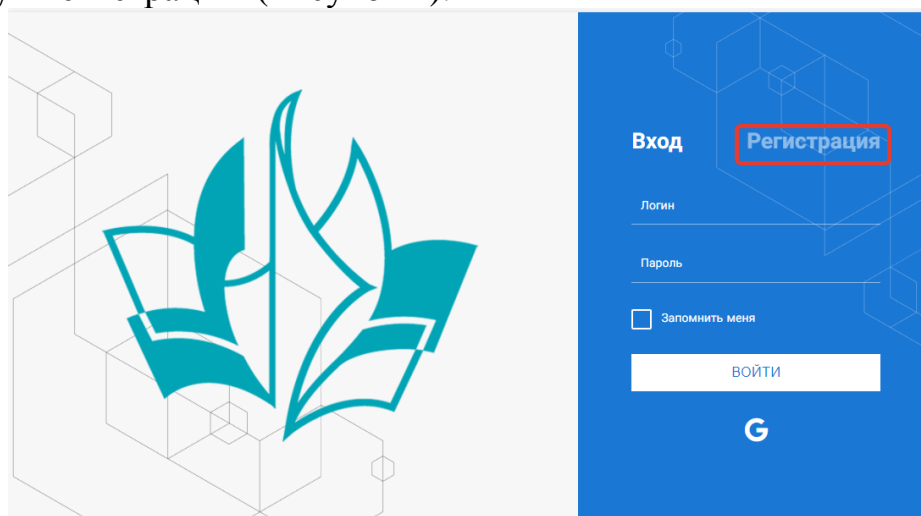 Вход Регистрация
Логин
Пароль
Запомнить меня
ВОЙТИ
G